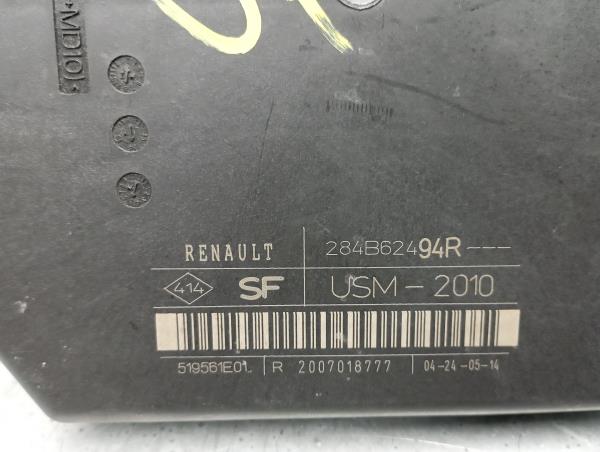 +MD10<
RENAULT 284B62494R---
414 SF USM-2010
519561E01 R 2007018777 04-24-05-14